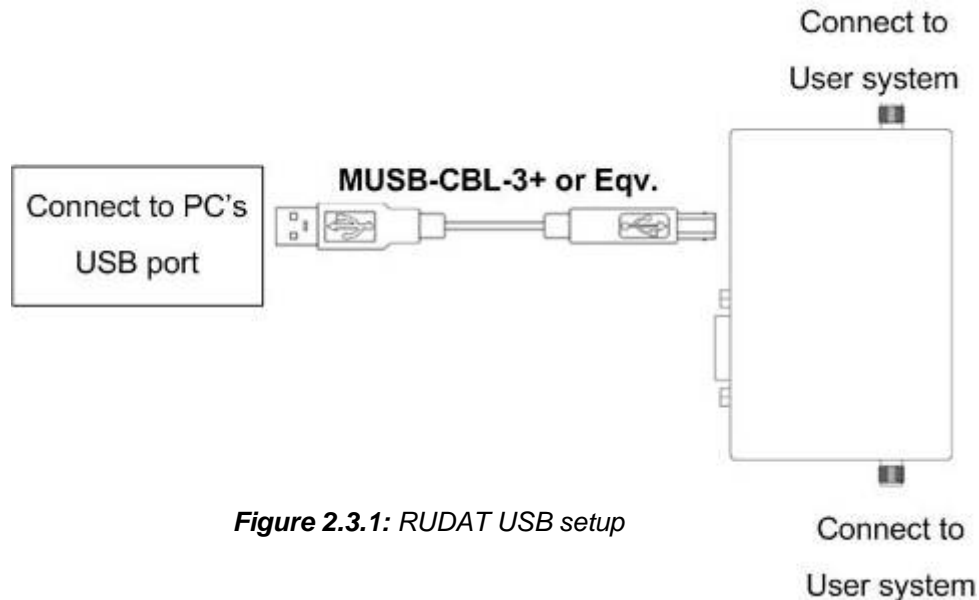 Connect to
User system
MUSB-CBL-3+ or Eqv.
Connect to PC's
USB port
Figure 2.3.1: RUDAT USB setup
Connect to
User system